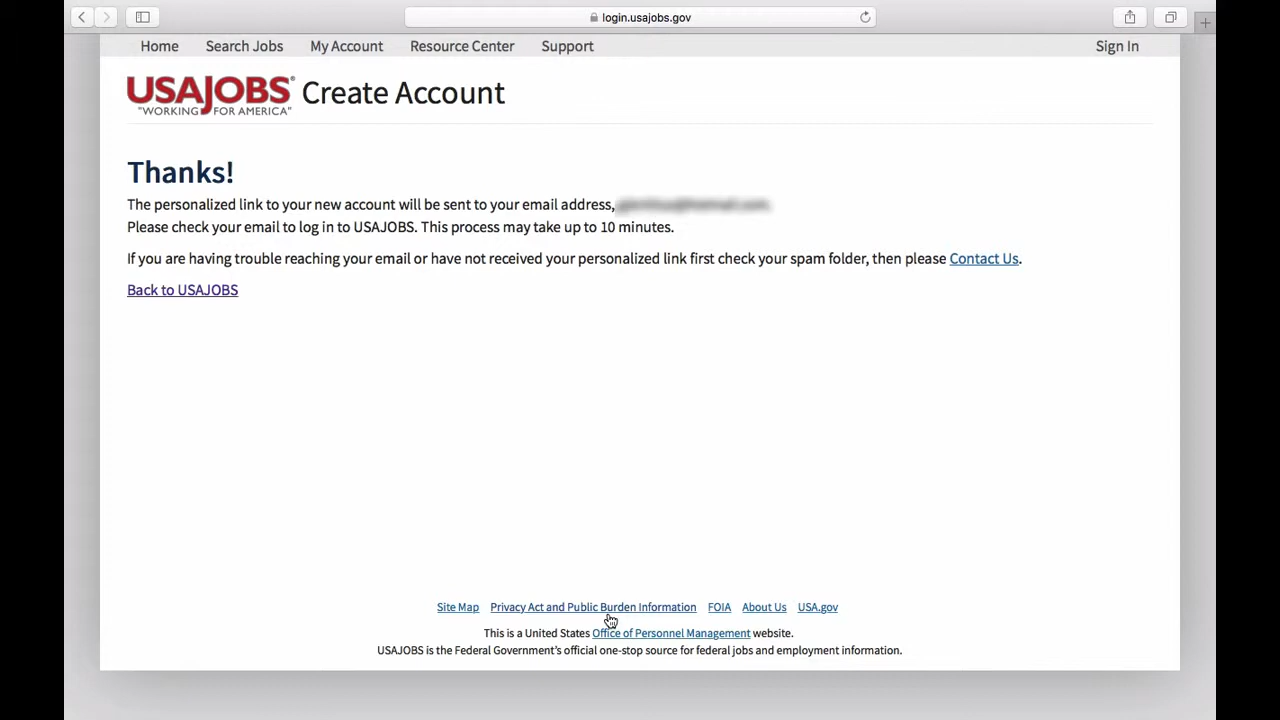 login.usajobs.gov
Home Search Jobs My Account Resource Center Support Sign In
USAJOBS® Create Account
"WORKING FOR AMERICA"
Thanks!
The personalized link to your new account will be sent to your email address,
Please check your email to log in to USAJOBS. This process may take up to 10 minutes.
If you are having trouble reaching your email or have not received your personalized link first check your spam folder, then please Contact Us.
Back to USAJOBS
Site Map Privacy Act and Public Burden Information FOIA About Us USA.gov
This is a United States Office of Personnel Management website.
USAJOBS is the Federal Government's official one-stop source for federal jobs and employment information.